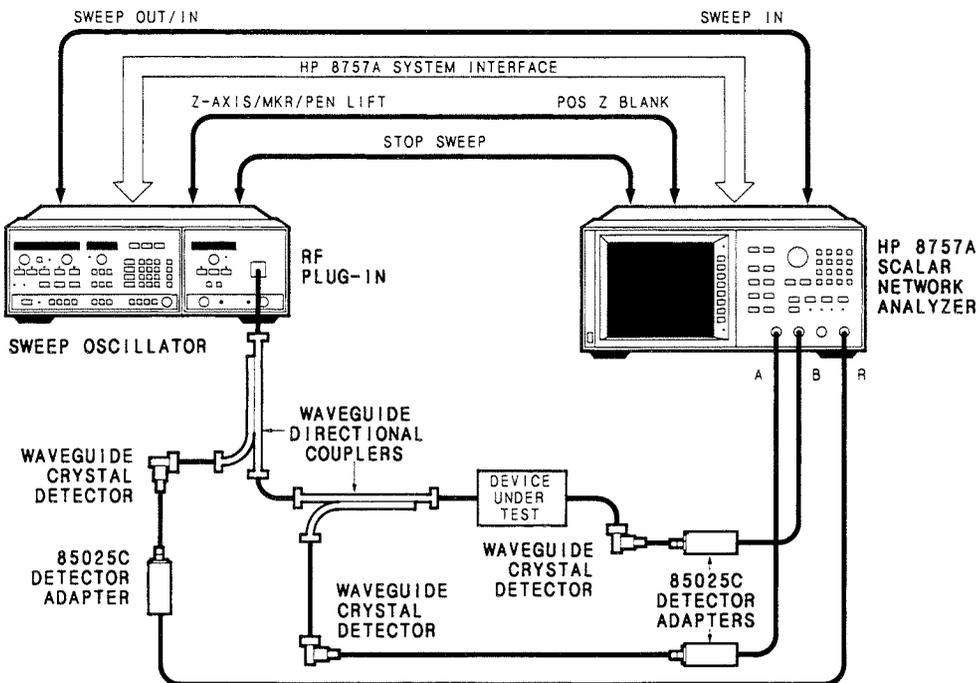 SWEEP OUT/IN
SWEEP IN
HP 8757A SYSTEM INTERFACE
Z-AXIS/MKR/PEN LIFT
POS Z BLANK
STOP SWEEP
RF
PLUG-IN
HP 8757A
SCALAR
NETWORK
ANALYZER
SWEEP OSCILLATOR
A
B
R
WAVEGUIDE
DIRECTIONAL
COUPLERS
WAVEGUIDE
CRYSTAL
DETECTOR
DEVICE
UNDER
TEST
WAVEGUIDE
CRYSTAL
DETECTOR
85025C
DETECTOR
ADAPTER
WAVEGUIDE
CRYSTAL
DETECTOR
85025C
DETECTOR
ADAPTERS